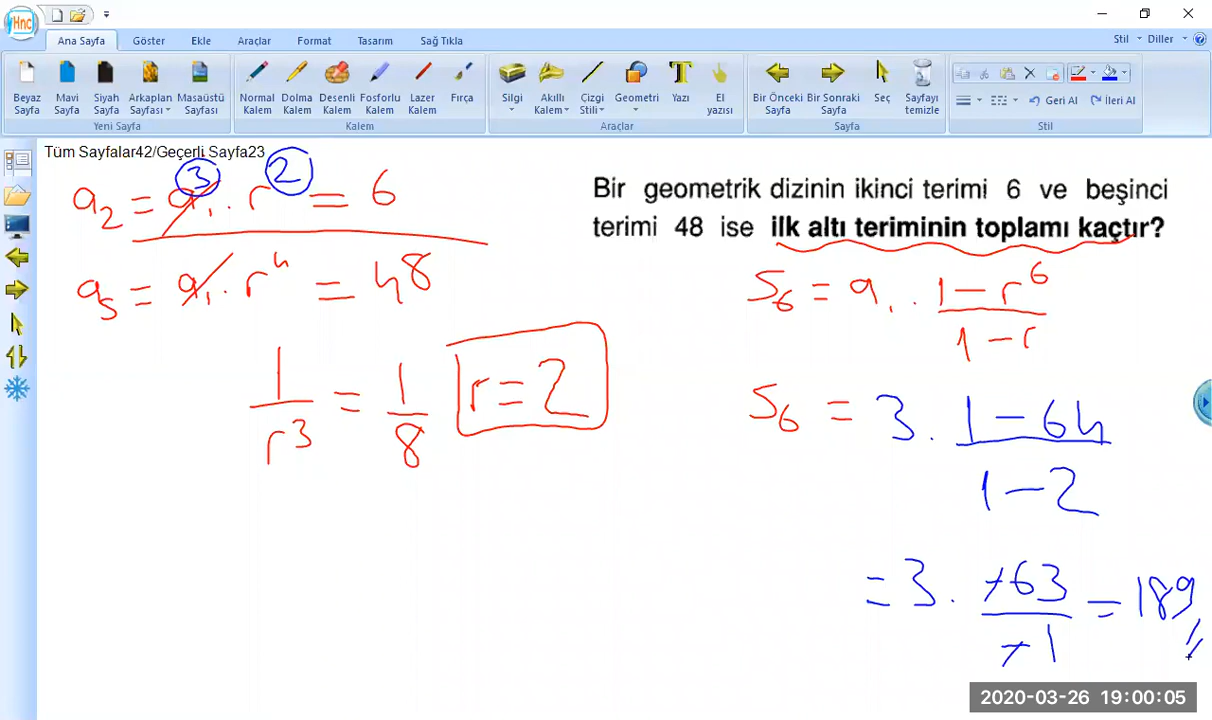 Hnc
Ana Sayfa Göster Ekle Araçlar Format Tasarım Sağ Tıkla Stil Diller
Beyaz Sayfa Mavi Sayfa Siyah Sayfa Arkaplan Sayfası Masaüstü Sayfası
Yeni Sayfa
Normal Kalem Dolma Kalem Desenli Kalem Fosforlu Kalem Lazer Kalem Fırça
Kalem
Silgi Akıllı Kalem Çizgi Stili Geometri Yazı El yazısı
Araçlar
Bir Önceki Sayfa Bir Sonraki Sayfa Seç Sayfayı temizle
Sayfa
Geri Al İleri Al
Stil
Tüm Sayfalar42/Geçerli Sayfa23
a₂ = a₁ . r = 6
3 2
a₅ = a₁ . r⁴ = 48
1/r³ = 1/8
r = 2
Bir geometrik dizinin ikinci terimi 6 ve beşinci
terimi 48 ise ilk altı teriminin toplamı kaçtır?
S₆ = a₁ . (1 - r⁶)/(1 - r)
S₆ = 3 . (1 - 64)/(1 - 2)
= 3 . (-63)/(-1) = 189
2020-03-26 19:00:05